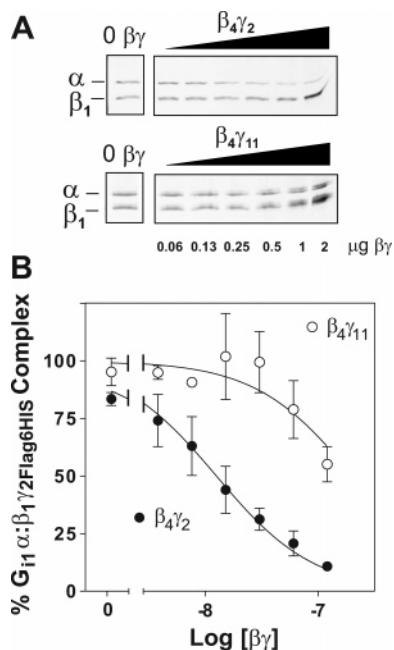 A
0 βγ
β₄γ₂
α
β₁
0 βγ
β₄γ₁₁
α
β₁
0.06 0.13 0.25 0.5 1 2 μg βγ
B
% Gᵢ₁ α:β₁γ₂Flag6HIS Complex
100
75
50
25
0
β₄γ₁₁
β₄γ₂
0 -8 -7
Log [βγ]